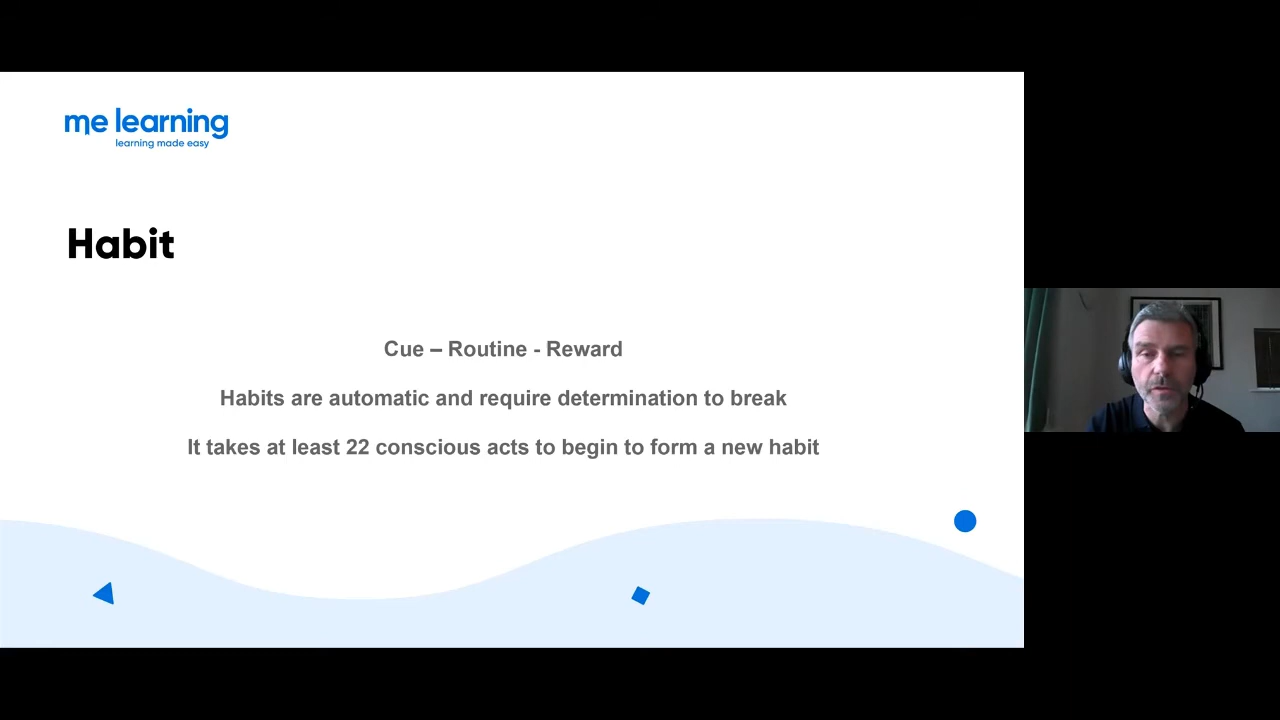 me learning
learning made easy
Habit
Cue – Routine - Reward
Habits are automatic and require determination to break
It takes at least 22 conscious acts to begin to form a new habit